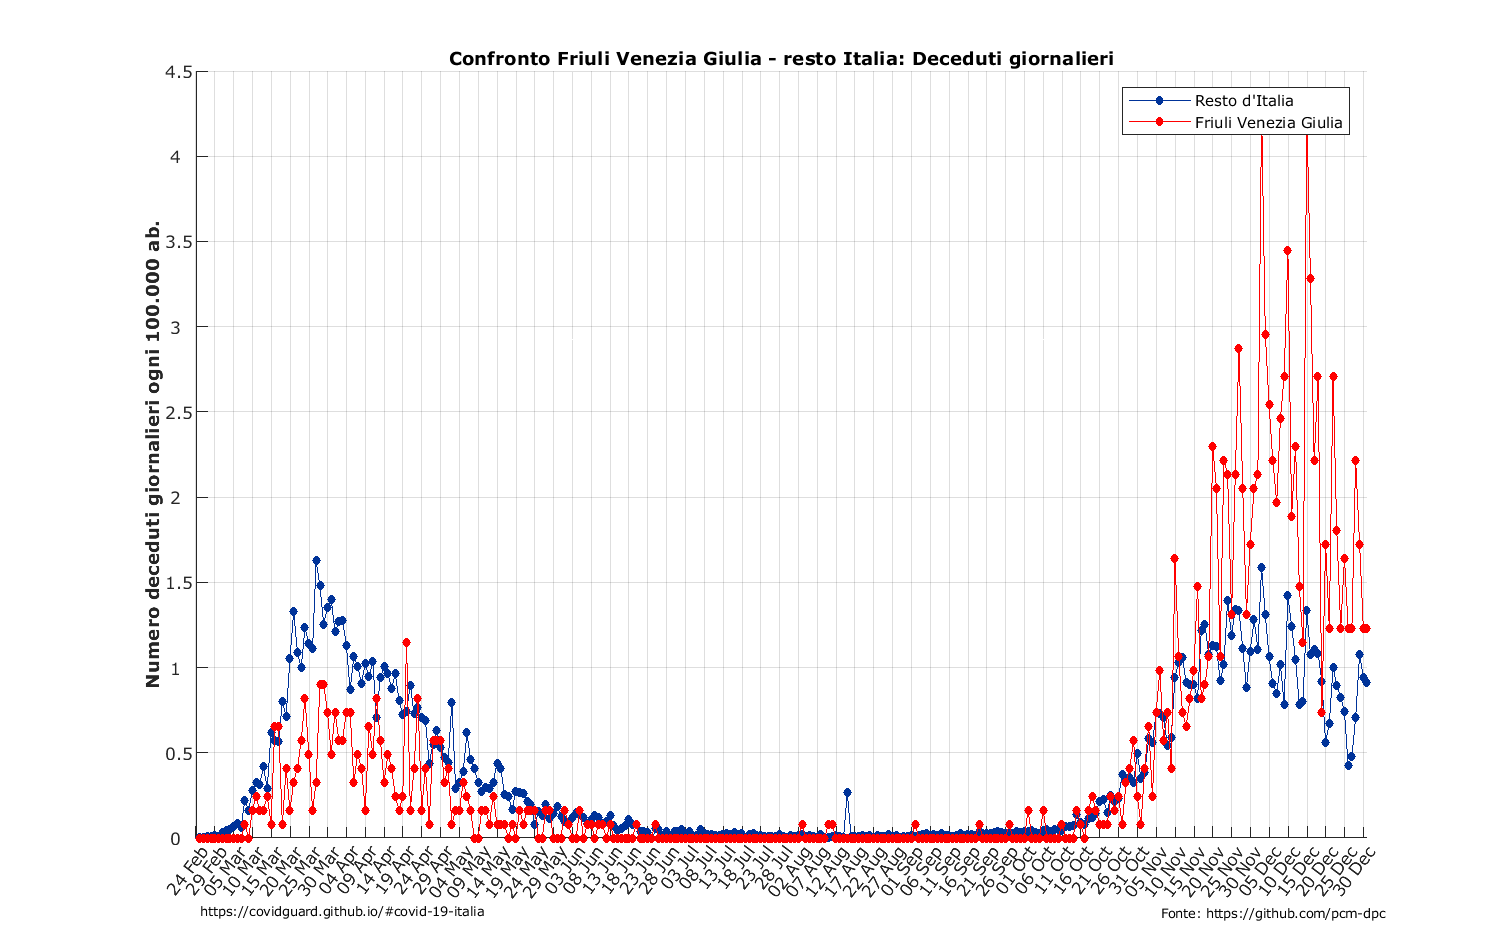 Confronto Friuli Venezia Giulia - resto Italia: Deceduti giornalieri
Resto d'Italia
Friuli Venezia Giulia
Numero deceduti giornalieri ogni 100.000 ab.
4.5
4
3.5
3
2.5
2
1.5
1
0.5
0
24 Feb
29 Feb
05 Mar
10 Mar
15 Mar
20 Mar
25 Mar
30 Mar
04 Apr
09 Apr
14 Apr
19 Apr
24 Apr
29 Apr
04 May
09 May
14 May
19 May
24 May
29 May
03 Jun
08 Jun
13 Jun
18 Jun
23 Jun
28 Jun
03 Jul
08 Jul
13 Jul
18 Jul
23 Jul
28 Jul
02 Aug
07 Aug
12 Aug
17 Aug
22 Aug
27 Aug
01 Sep
06 Sep
11 Sep
16 Sep
21 Sep
26 Sep
01 Oct
06 Oct
11 Oct
16 Oct
21 Oct
26 Oct
31 Oct
05 Nov
10 Nov
15 Nov
20 Nov
25 Nov
30 Nov
05 Dec
10 Dec
15 Dec
20 Dec
25 Dec
30 Dec
https://covidguard.github.io/#covid-19-italia
Fonte: https://github.com/pcm-dpc